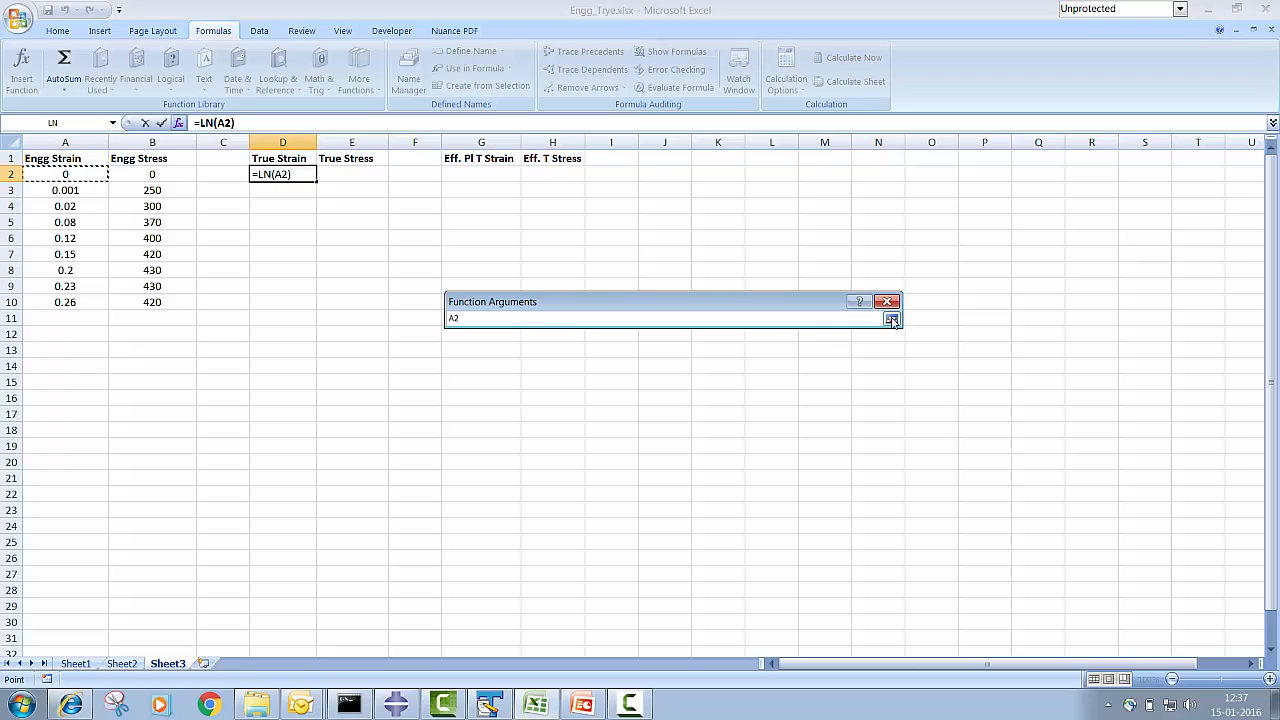 Engg_Trye.xlsx - Microsoft Excel
Unprotected
Home Insert Page Layout Formulas Data Review View Developer Nuance PDF
Insert Function
AutoSum
Recently Used
Financial
Logical
Text
Date & Time
Lookup & Reference
Math & Trig
More Functions
Function Library
Name Manager
Define Name
Use in Formula
Create from Selection
Defined Names
Trace Precedents
Trace Dependents
Remove Arrows
Show Formulas
Error Checking
Evaluate Formula
Formula Auditing
Watch Window
Calculation Options
Calculate Now
Calculate Sheet
Calculation
LN =LN(A2)
A B C D E F G H I J K L M N O P Q R S T U
1 Engg Strain Engg Stress True Strain True Stress Eff. Pl T Strain Eff. T Stress
2 0 0 =LN(A2)
3 0.001 250
4 0.02 300
5 0.08 370
6 0.12 400
7 0.15 420
8 0.2 430
9 0.23 430
10 0.26 420
Function Arguments
A2
11
12
13
14
15
16
17
18
19
20
21
22
23
24
25
26
27
28
29
30
31
32
Sheet1 Sheet2 Sheet3
Point
100%
12:37
15-01-2016